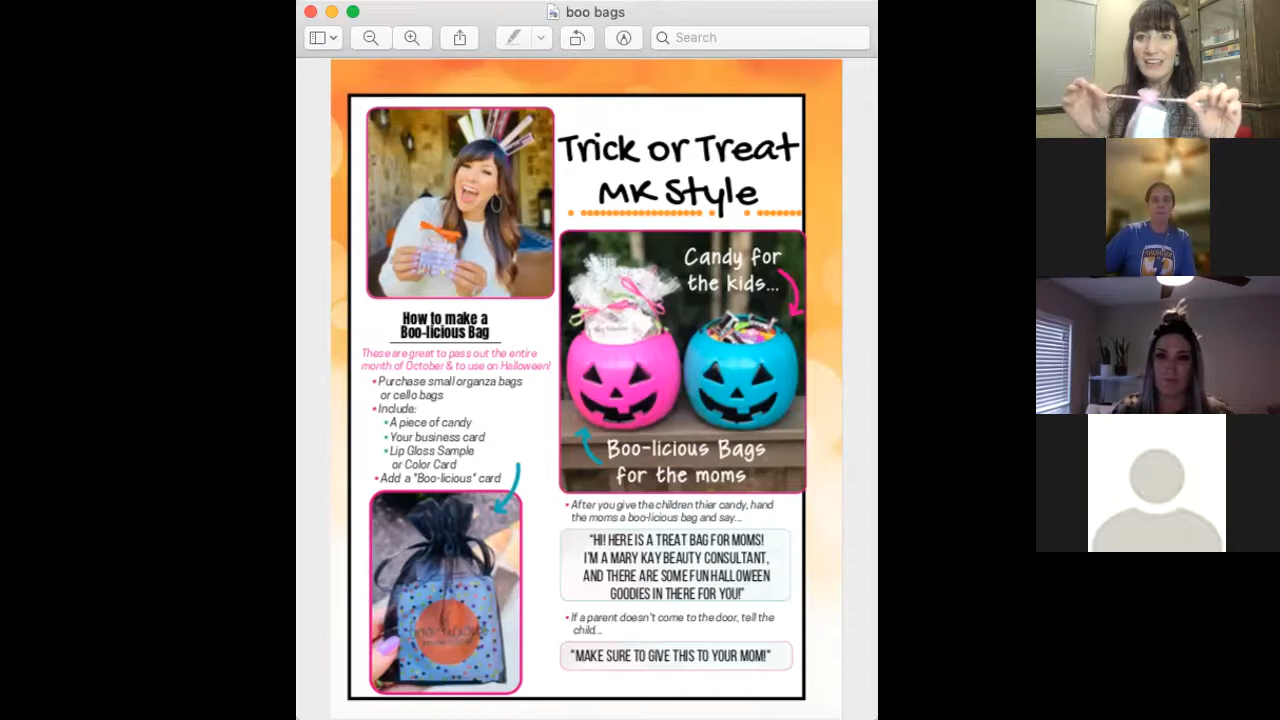 boo bags
Search
Trick or Treat
MK Style
Candy for
the kids...
Boo-licious Bags
for the moms
How to make a
Boo-licious Bag
These are great to pass out the entire
month of October & to use on Halloween!
• Purchase small organza bags
or cello bags
• Include:
• A piece of candy
• Your business card
• Lip Gloss Sample
or Color Card
• Add a "Boo-licious" card
• After you give the children thier candy, hand
the moms a boo-licious bag and say...
"HI! HERE IS A TREAT BAG FOR MOMS!
I'M A MARY KAY BEAUTY CONSULTANT,
AND THERE ARE SOME FUN HALLOWEEN
GOODIES IN THERE FOR YOU!"
• If a parent doesn't come to the door, tell the
child...
"MAKE SURE TO GIVE THIS TO YOUR MOM!"
THUNDER